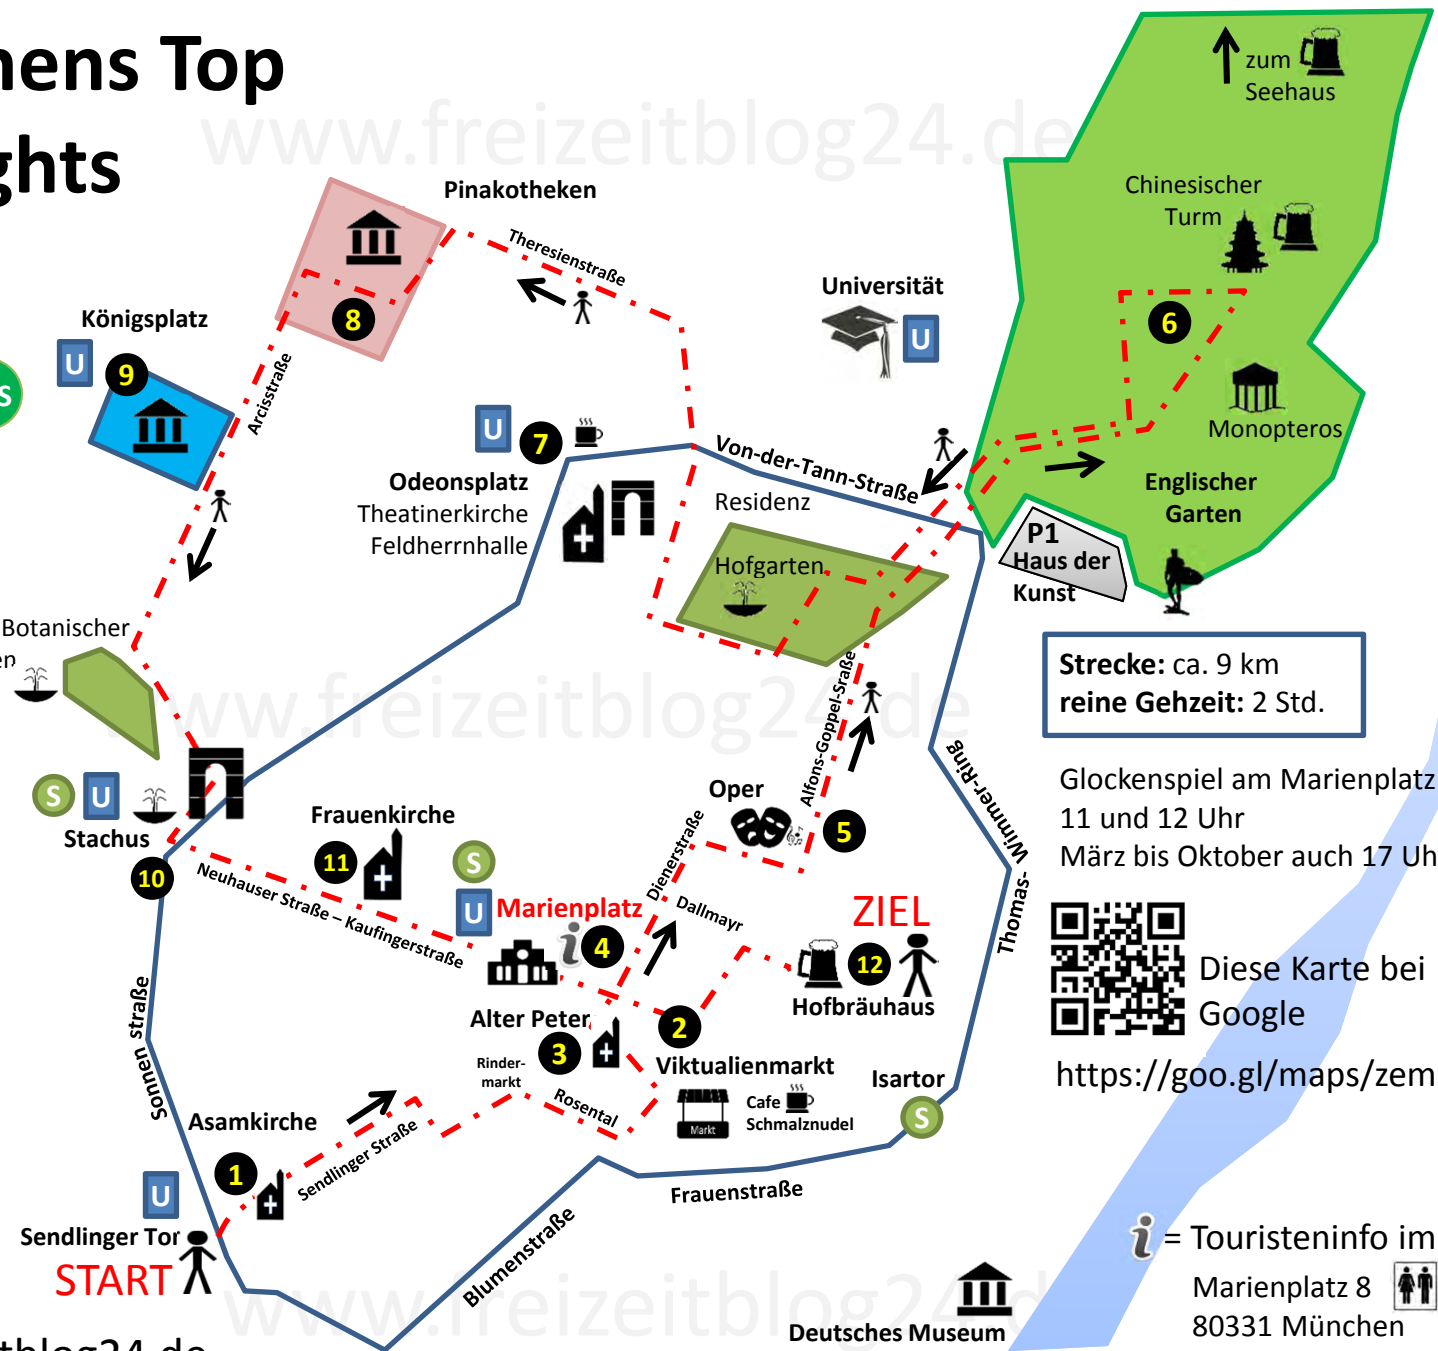 nens Top
ghts
www.freizeitblog24.de
zum
Seehaus
Chinesischer
Turm
6
Monopteros
Englischer
Garten
P1
Haus der
Kunst
Pinakotheken
Theresienstraße
8
Universität
U
Königsplatz
U
9
S
Arcisstraße
U
7
Odeonsplatz
Theatinerkirche
Feldherrnhalle
Von-der-Tann-Straße
Residenz
Hofgarten
Botanischer
en
www.freizeitblog24.de
Strecke: ca. 9 km
reine Gehzeit: 2 Std.
Glockenspiel am Marienplatz
11 und 12 Uhr
März bis Oktober auch 17 Uh
S
U
Stachus
10
Frauenkirche
11
Neuhauser Straße – Kaufingerstraße
S
U
Marienplatz
4
Oper
5
Alfons-Goppel-Sraße
Dienerstraße
Dallmayr
Thomas-Wimmer-Ring
ZIEL
12
Hofbräuhaus
Alter Peter
3
2
Rinder-
markt
Rosental
Viktualienmarkt
Markt
Cafe
Schmalznudel
Isartor
S
Sonnen straße
Asamkirche
1
Sendlinger Straße
U
Sendlinger Tor
START
Blumenstraße
Frauenstraße
Diese Karte bei
Google
https://goo.gl/maps/zem
i = Touristeninfo im
Marienplatz 8
80331 München
Deutsches Museum
www.freizeitblog24.d
tblog24.de